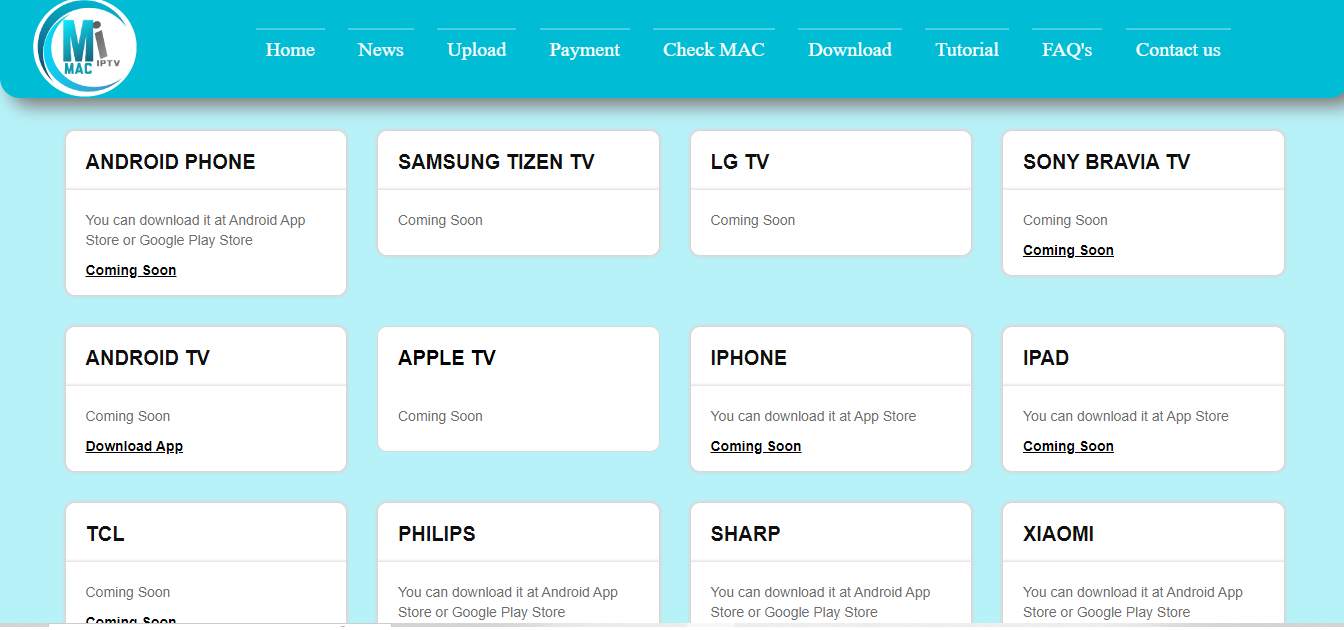 Mi
MAC IPTV
Home News Upload Payment Check MAC Download Tutorial FAQ's Contact us
ANDROID PHONE
You can download it at Android App
Store or Google Play Store
Coming Soon
SAMSUNG TIZEN TV
Coming Soon
LG TV
Coming Soon
SONY BRAVIA TV
Coming Soon
Coming Soon
ANDROID TV
Coming Soon
Download App
APPLE TV
Coming Soon
IPHONE
You can download it at App Store
Coming Soon
IPAD
You can download it at App Store
Coming Soon
TCL
Coming Soon
Coming Soon
PHILIPS
You can download it at Android App
Store or Google Play Store
SHARP
You can download it at Android App
Store or Google Play Store
XIAOMI
You can download it at Android App
Store or Google Play Store